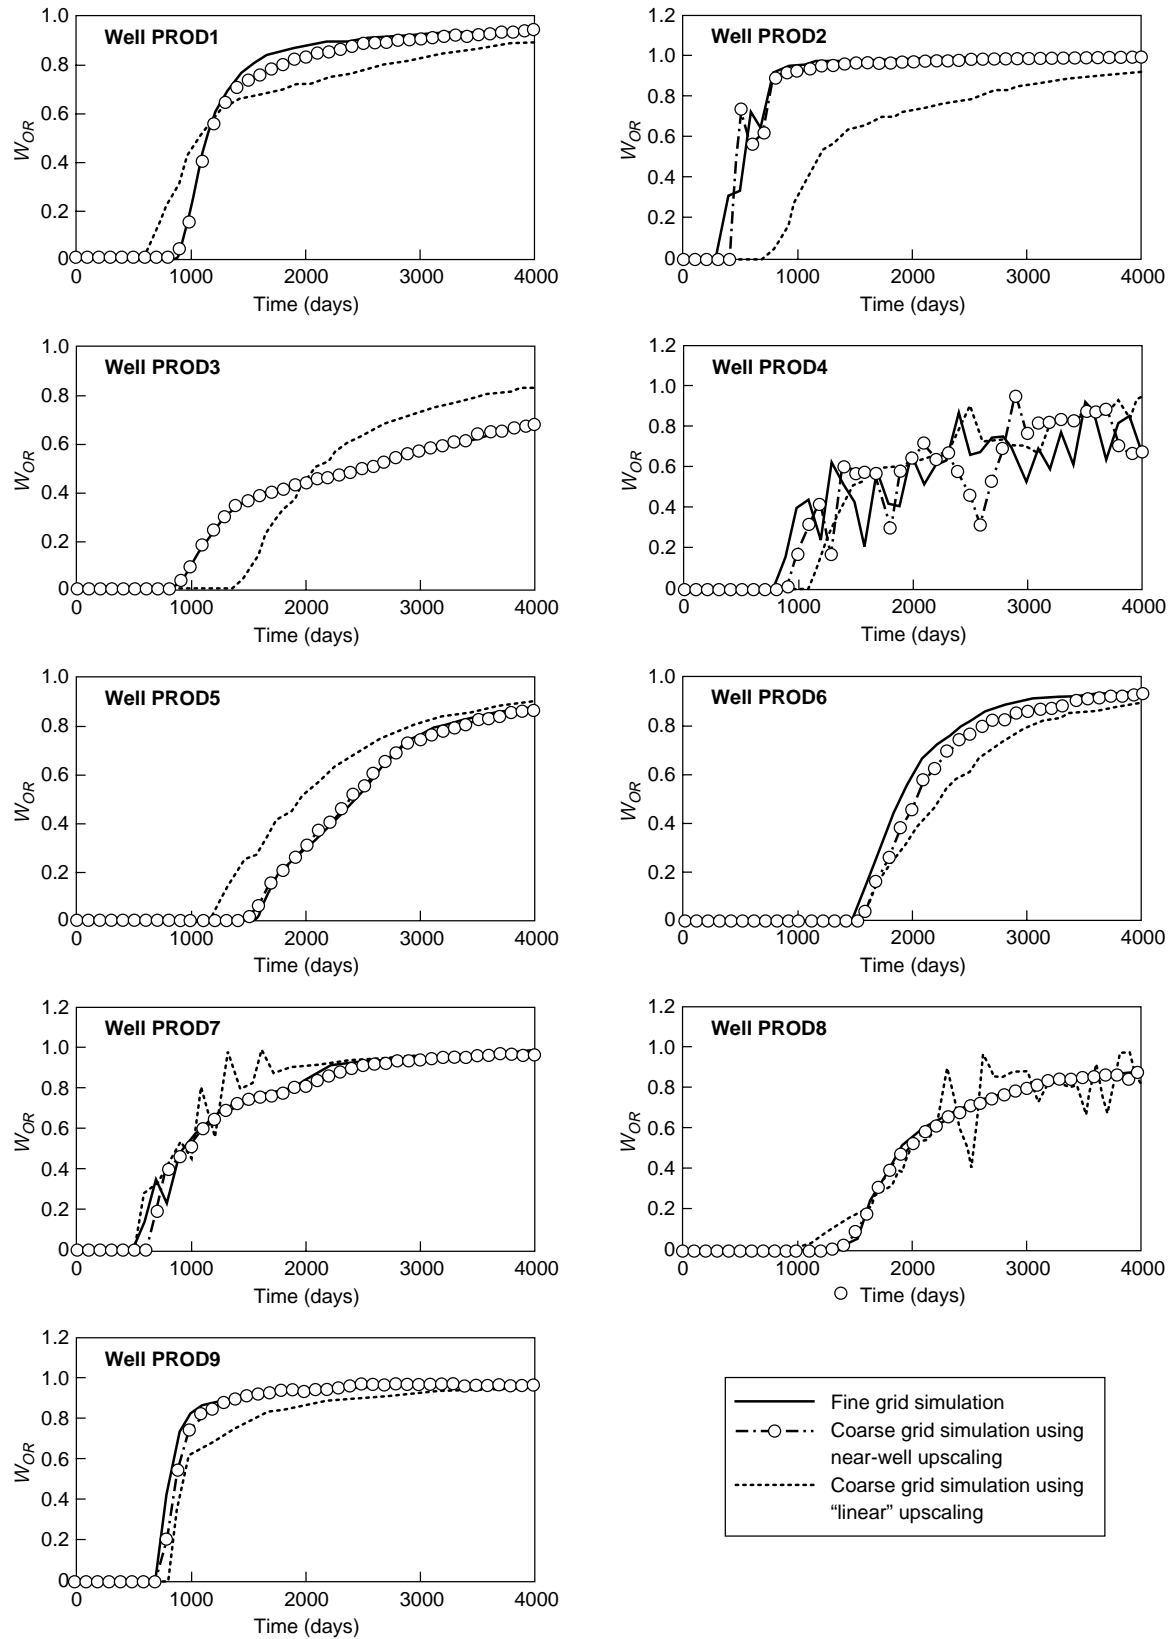 Well PROD1
1.0
0.8
0.6
0.4
0.2
0
W_OR
0 1000 2000 3000 4000
Time (days)
Well PROD2
1.2
1.0
0.8
0.6
0.4
0.2
0
W_OR
0 1000 2000 3000 4000
Time (days)
Well PROD3
1.0
0.8
0.6
0.4
0.2
0
W_OR
0 1000 2000 3000 4000
Time (days)
Well PROD4
1.2
1.0
0.8
0.6
0.4
0.2
0
W_OR
0 1000 2000 3000 4000
Time (days)
Well PROD5
1.0
0.8
0.6
0.4
0.2
0
W_OR
0 1000 2000 3000 4000
Time (days)
Well PROD6
1.0
0.8
0.6
0.4
0.2
0
W_OR
0 1000 2000 3000 4000
Time (days)
Well PROD7
1.2
1.0
0.8
0.6
0.4
0.2
0
W_OR
0 1000 2000 3000 4000
Time (days)
Well PROD8
1.2
1.0
0.8
0.6
0.4
0.2
0
W_OR
0 1000 2000 3000 4000
Time (days)
Well PROD9
1.2
1.0
0.8
0.6
0.4
0.2
0
W_OR
0 1000 2000 3000 4000
Time (days)
Fine grid simulation
Coarse grid simulation using
near-well upscaling
Coarse grid simulation using
“linear” upscaling